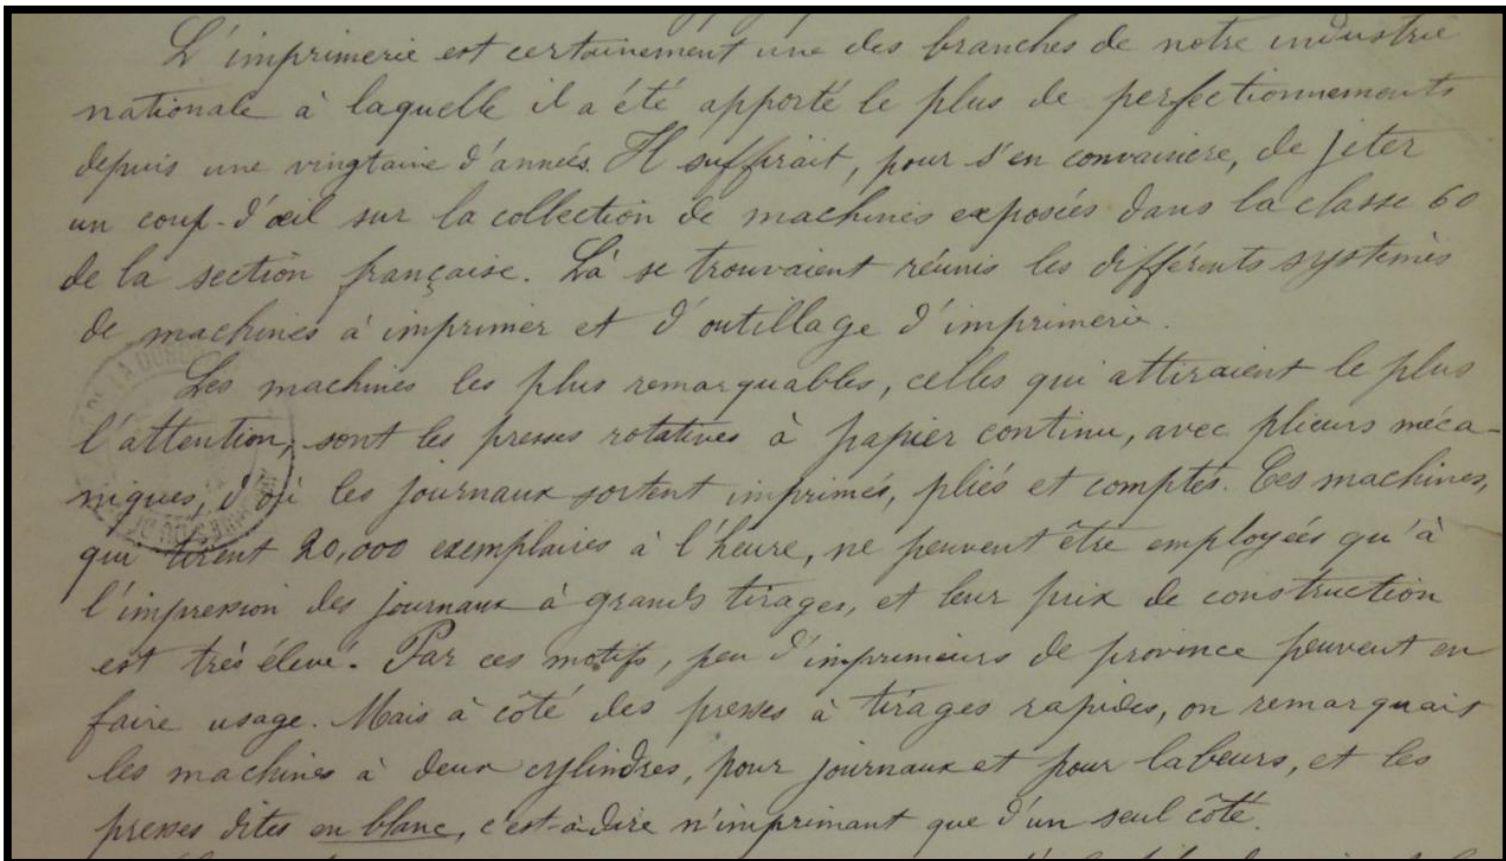 L'imprimerie est certainement une des branches de notre industrie
nationale à laquelle il a été apporté le plus de perfectionnements
depuis une vingtaine d'années. Il suffirait, pour s'en convaincre, de jeter
un coup-d'œil sur la collection de machines exposées dans la classe 60
de la section française. Là se trouvaient réunis les différents systèmes
de machines à imprimer et d'outillage d'imprimerie.
Les machines les plus remarquables, celles qui attiraient le plus
l'attention, sont les presses rotatives à papier continu, avec plieurs méca-
niques, d'où les journaux sortent imprimés, pliés et comptés. Ces machines,
qui tirent 20,000 exemplaires à l'heure, ne peuvent être employées qu'à
l'impression des journaux à grands tirages, et leur prix de construction
est très élevé. Par ces motifs, peu d'imprimeurs de province peuvent en
faire usage. Mais à côté des presses à tirages rapides, on remarquait
les machines à deux cylindres, pour journaux et pour labeurs, et les
presses dites en blanc, c'est-à-dire n'imprimant que d'un seul côté.